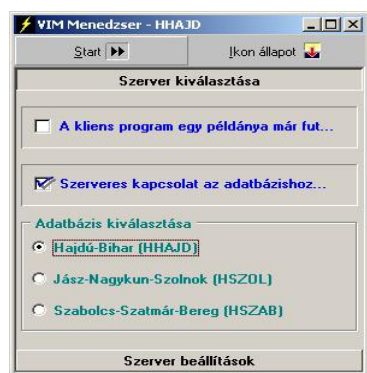 VIM Menedzser - HHAJD
Start
Ikon állapot
Szerver kiválasztása
A kliens program egy példánya már fut...
Szerveres kapcsolat az adatbázishoz...
Adatbázis kiválasztása
Hajdú-Bihar (HHAJD)
Jász-Nagykun-Szolnok (HSZOL)
Szabolcs-Szatmár-Bereg (HSZAB)
Szerver beállítások